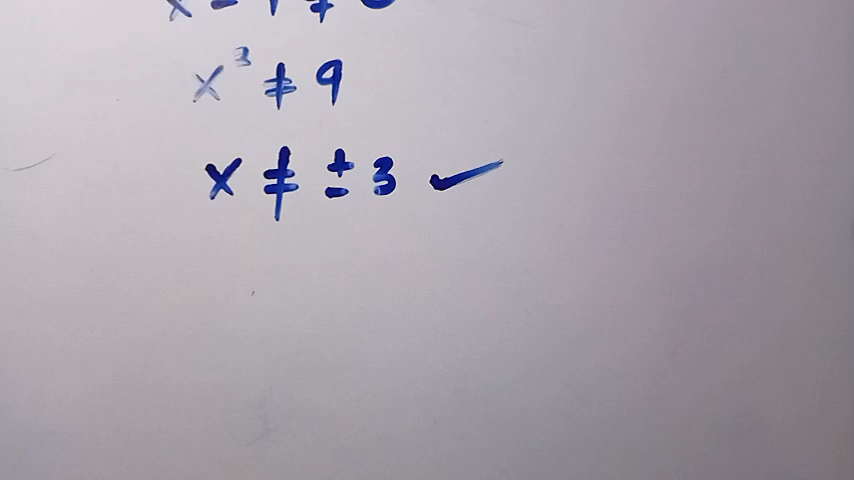 x³ ≠ 9
x ≠ ± 3 ✓